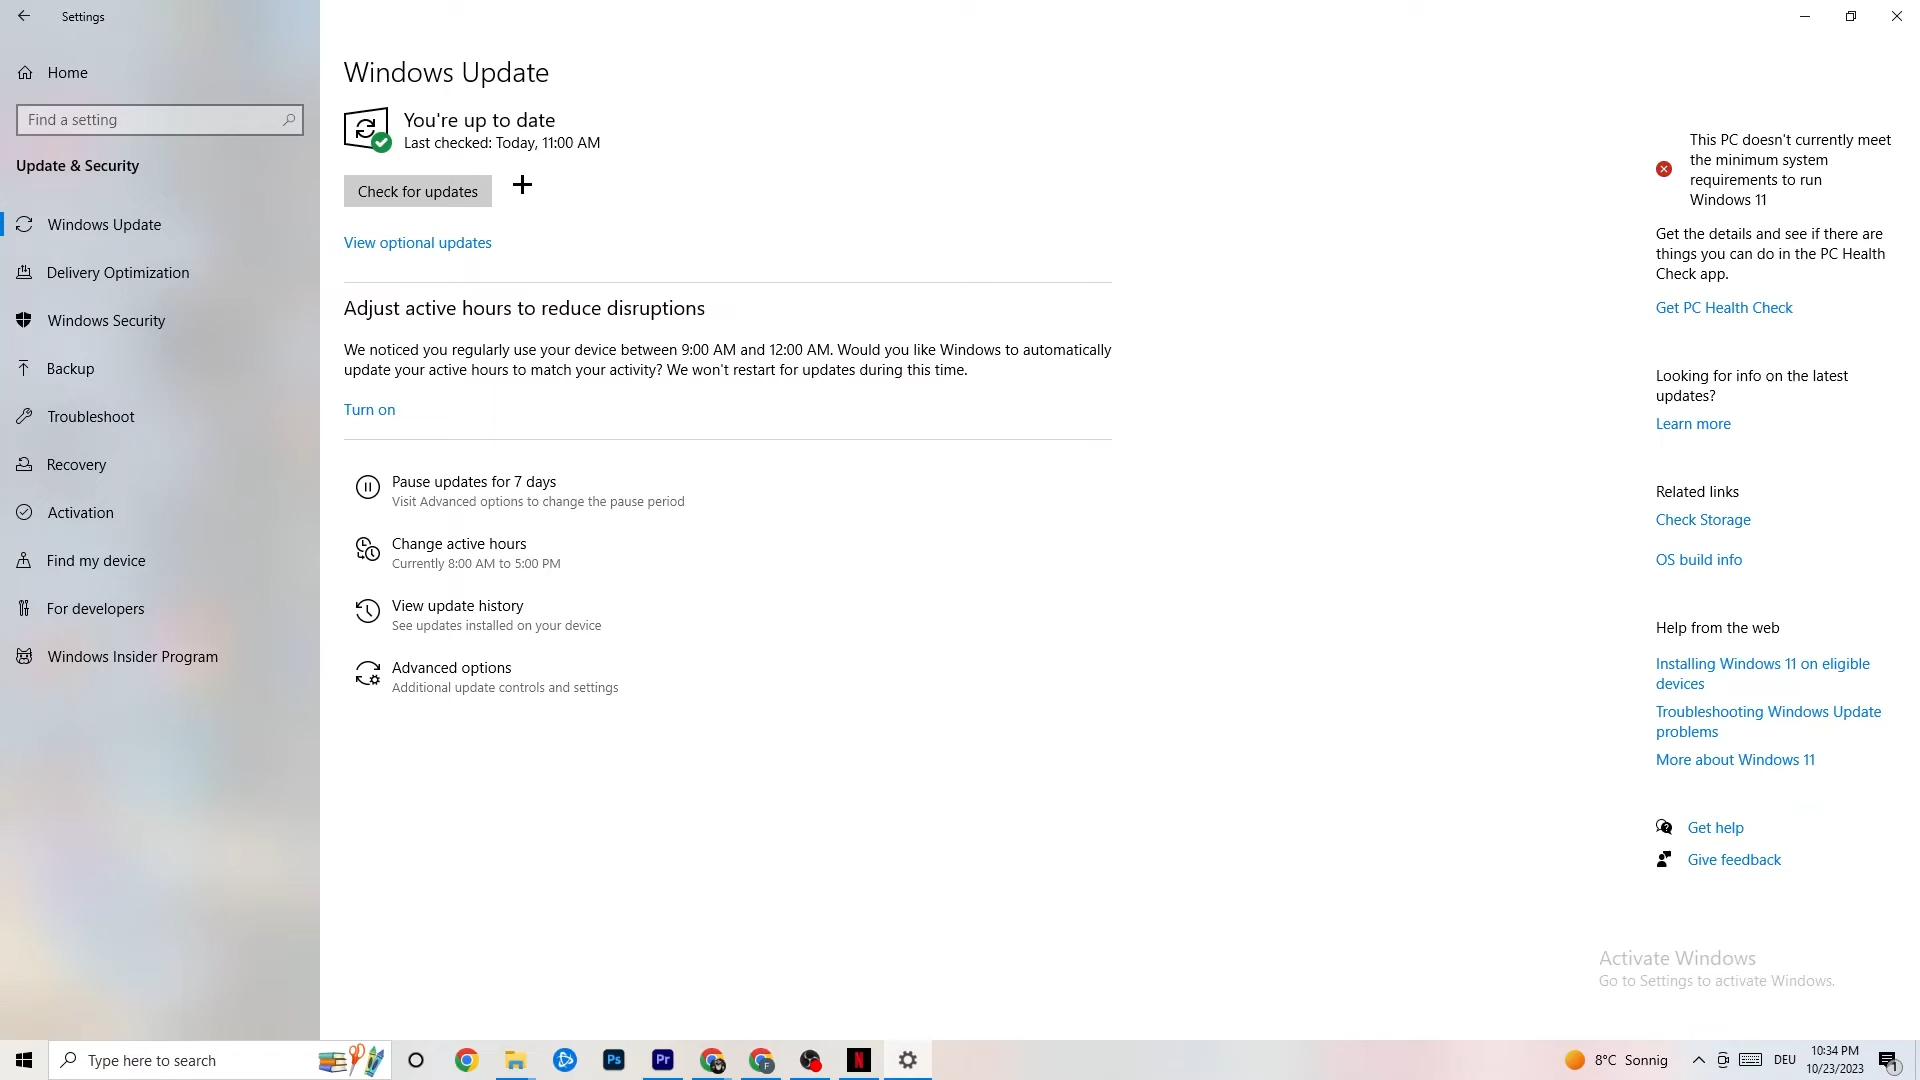 Settings
Home
Find a setting
Update & Security
Windows Update
Delivery Optimization
Windows Security
Backup
Troubleshoot
Recovery
Activation
Find my device
For developers
Windows Insider Program
Windows Update
You're up to date
Last checked: Today, 11:00 AM
Check for updates
View optional updates
Adjust active hours to reduce disruptions
We noticed you regularly use your device between 9:00 AM and 12:00 AM. Would you like Windows to automatically
update your active hours to match your activity? We won't restart for updates during this time.
Turn on
Pause updates for 7 days
Visit Advanced options to change the pause period
Change active hours
Currently 8:00 AM to 5:00 PM
View update history
See updates installed on your device
Advanced options
Additional update controls and settings
This PC doesn't currently meet
the minimum system
requirements to run
Windows 11
Get the details and see if there are
things you can do in the PC Health
Check app.
Get PC Health Check
Looking for info on the latest
updates?
Learn more
Related links
Check Storage
OS build info
Help from the web
Installing Windows 11 on eligible
devices
Troubleshooting Windows Update
problems
More about Windows 11
Get help
Give feedback
Activate Windows
Go to Settings to activate Windows.
Type here to search
Ps
Pr
F
N
8°C Sonnig
DEU
10:34 PM
10/23/2023
1